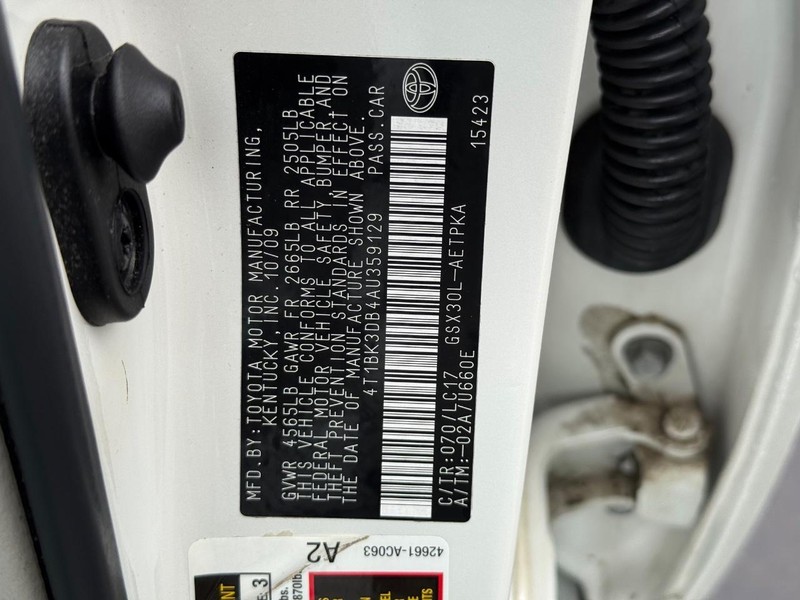 MFD.BY:TOYOTA MOTOR MANUFACTURING,
KENTUCKY, INC. 10/09
GVWR 4565LB GAWR FR 2665LB RR 2505LB
THIS VEHICLE CONFORMS TO ALL APPLICABLE
FEDERAL MOTOR VEHICLE SAFETY, BUMPER AND
THEFT PREVENTION STANDARDS IN EFFECT ON
THE DATE OF MANUFACTURE SHOWN ABOVE.
4T1BK3DB4AU359129 PASS.CAR
C/TR:070/LC17 GSX30L-AETPKA 15423
A/TM:-02A/U660E
42661-AC063
A2
3